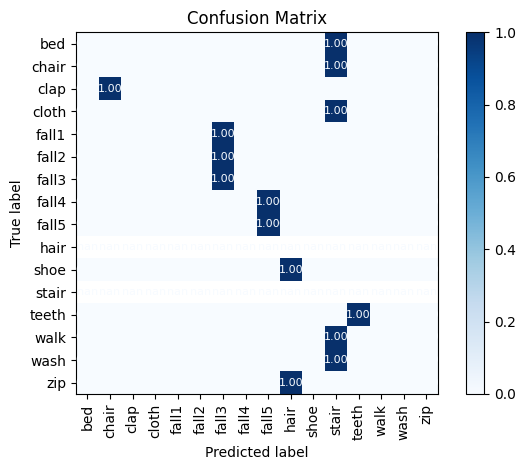 Confusion Matrix
True label
bed 1.00
chair 1.00
clap 1.00
cloth 1.00
fall1 1.00
fall2 1.00
fall3 1.00
fall4 1.00
fall5 1.00
hair
shoe 1.00
stair
teeth 1.00
walk 1.00
wash 1.00
zip 1.00
bed chair clap cloth fall1 fall2 fall3 fall4 fall5 hair shoe stair teeth walk wash zip
Predicted label
1.0
0.8
0.6
0.4
0.2
0.0